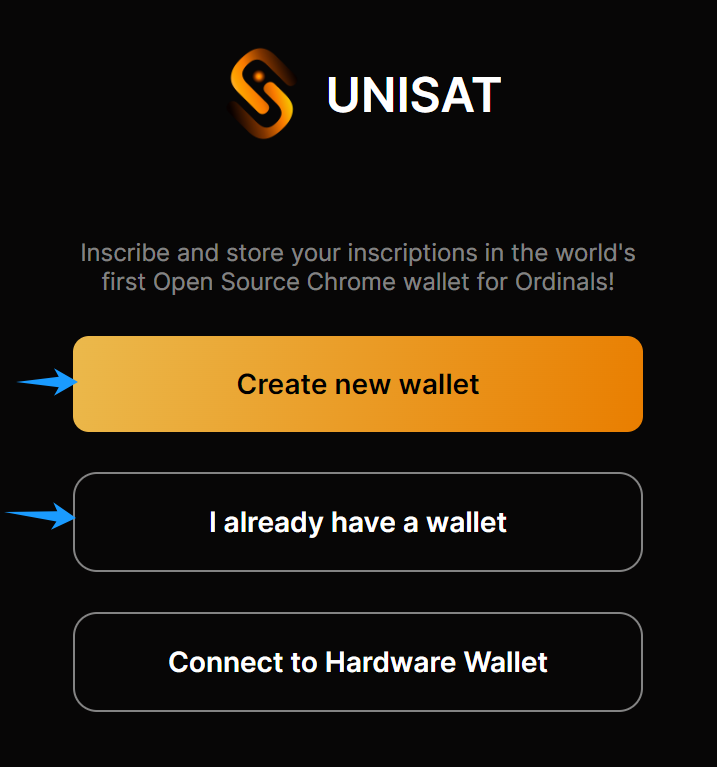 UNISAT
Inscribe and store your inscriptions in the world's
first Open Source Chrome wallet for Ordinals!
Create new wallet
I already have a wallet
Connect to Hardware Wallet